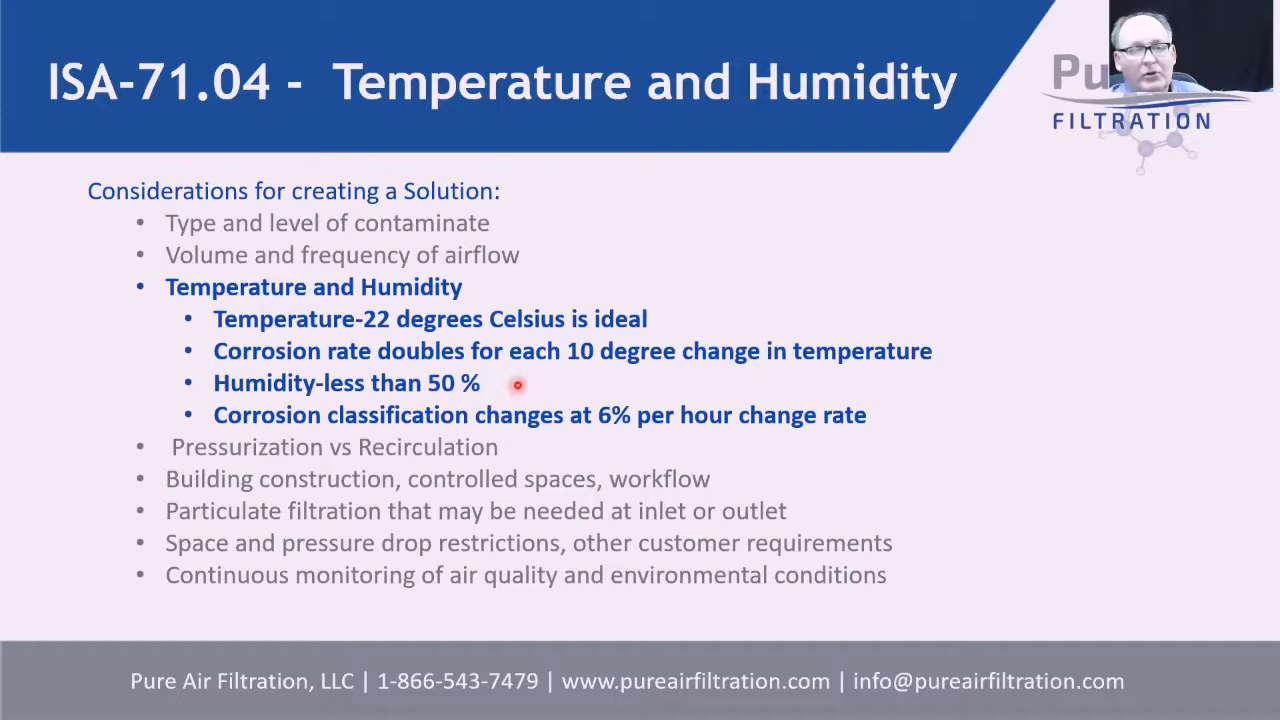 ISA-71.04 - Temperature and Humidity
Pu
FILTRATION
Considerations for creating a Solution:
• Type and level of contaminate
• Volume and frequency of airflow
• Temperature and Humidity
• Temperature-22 degrees Celsius is ideal
• Corrosion rate doubles for each 10 degree change in temperature
• Humidity-less than 50 %
• Corrosion classification changes at 6% per hour change rate
• Pressurization vs Recirculation
• Building construction, controlled spaces, workflow
• Particulate filtration that may be needed at inlet or outlet
• Space and pressure drop restrictions, other customer requirements
• Continuous monitoring of air quality and environmental conditions
Pure Air Filtration, LLC | 1-866-543-7479 | www.pureairfiltration.com | info@pureairfiltration.com